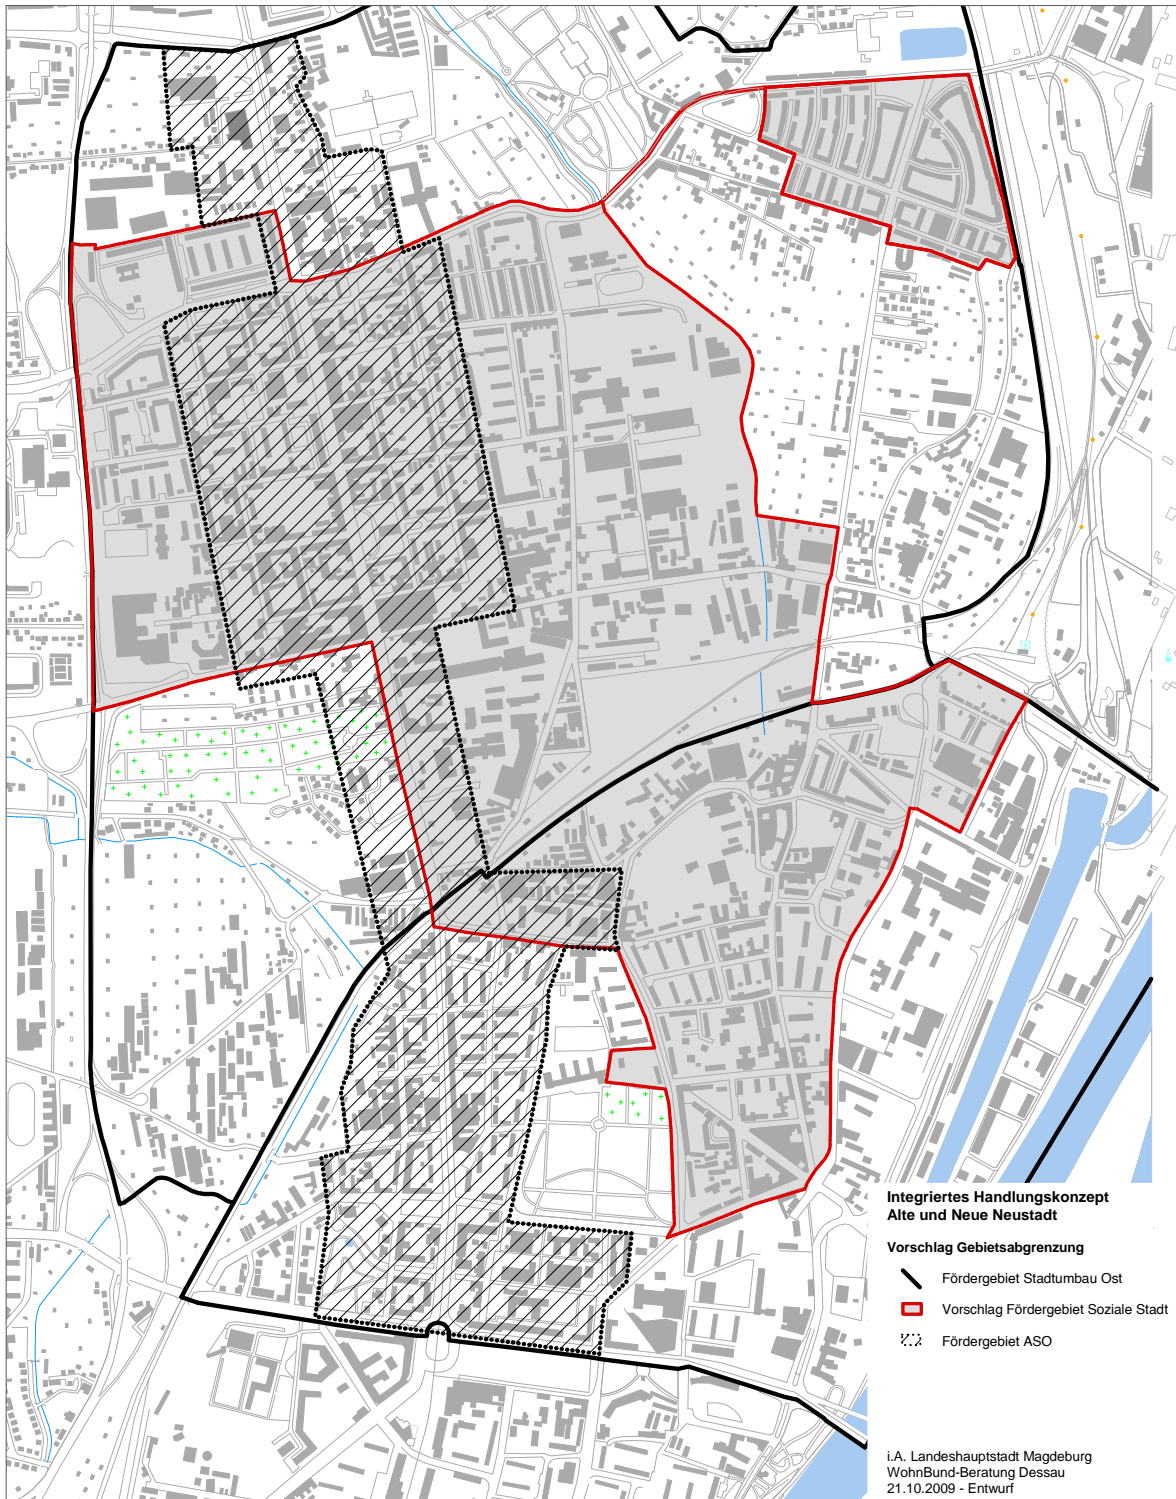 Integriertes Handlungskonzept
Alte und Neue Neustadt
Vorschlag Gebietsabgrenzung
Fördergebiet Stadtumbau Ost
Vorschlag Fördergebiet Soziale Stadt
Fördergebiet ASO
i.A. Landeshauptstadt Magdeburg
WohnBund-Beratung Dessau
21.10.2009 - Entwurf